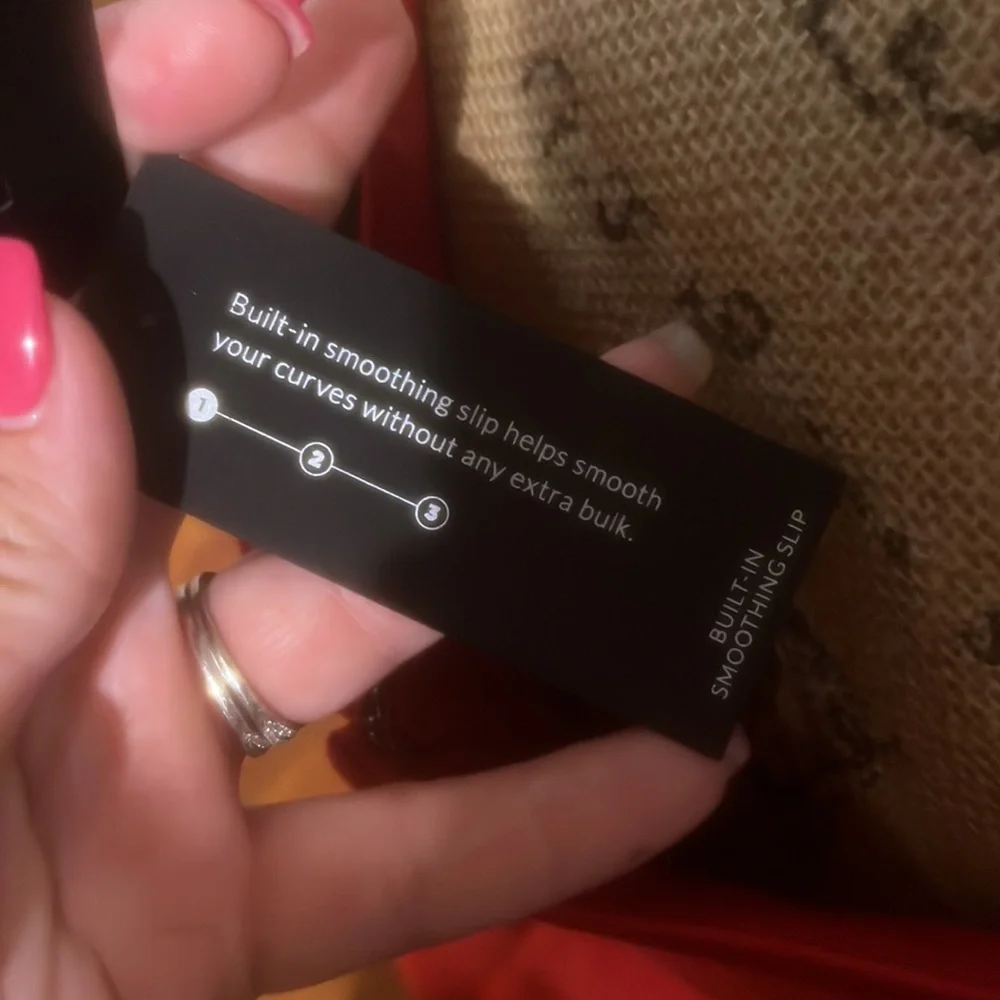 Built-in smoothing slip helps smooth
your curves without any extra bulk.
1
2
3
BUILT-IN
SMOOTHING SLIP